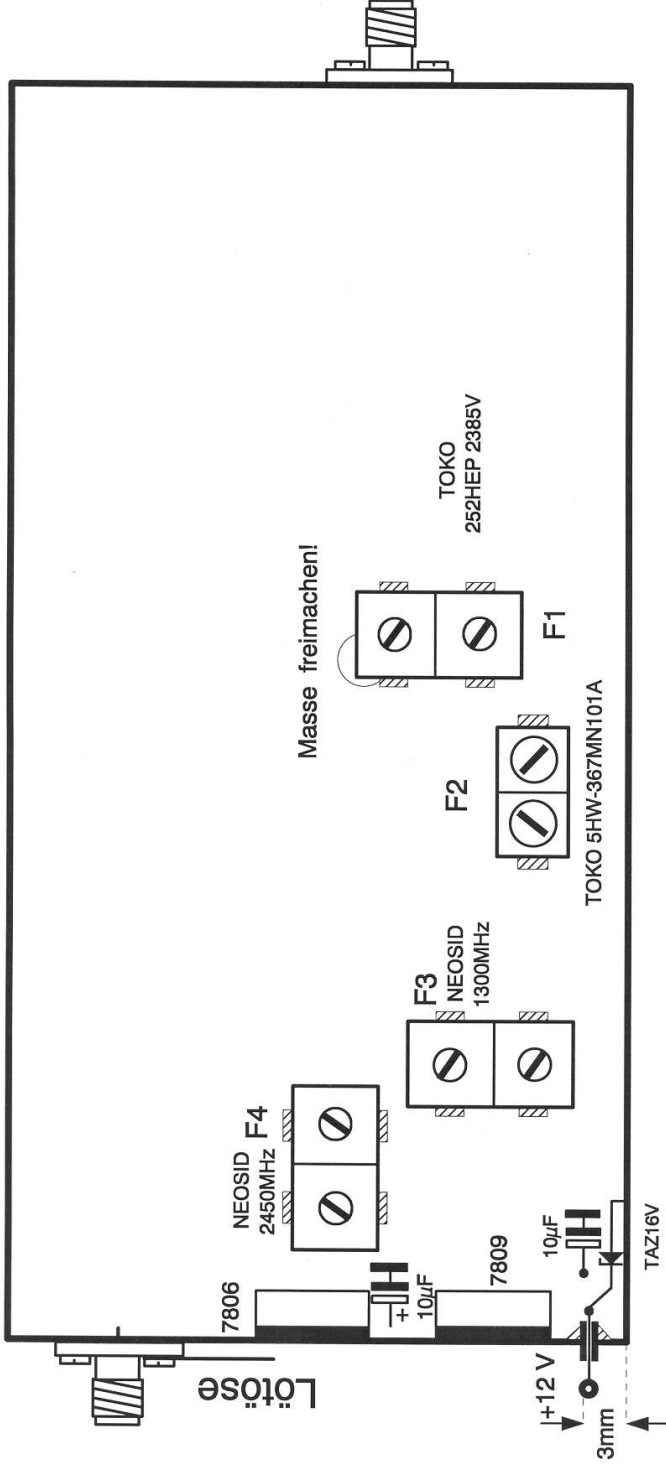 Masse freimachen!
TOKO
252HEP 2385V
F1
F2
TOKO 5HW-367MN101A
F3
NEOSID
1300MHz
NEOSID
2450MHz
F4
7806
+
10µF
7809
10µF
TAZ16V
Lötöse
+12 V
3mm